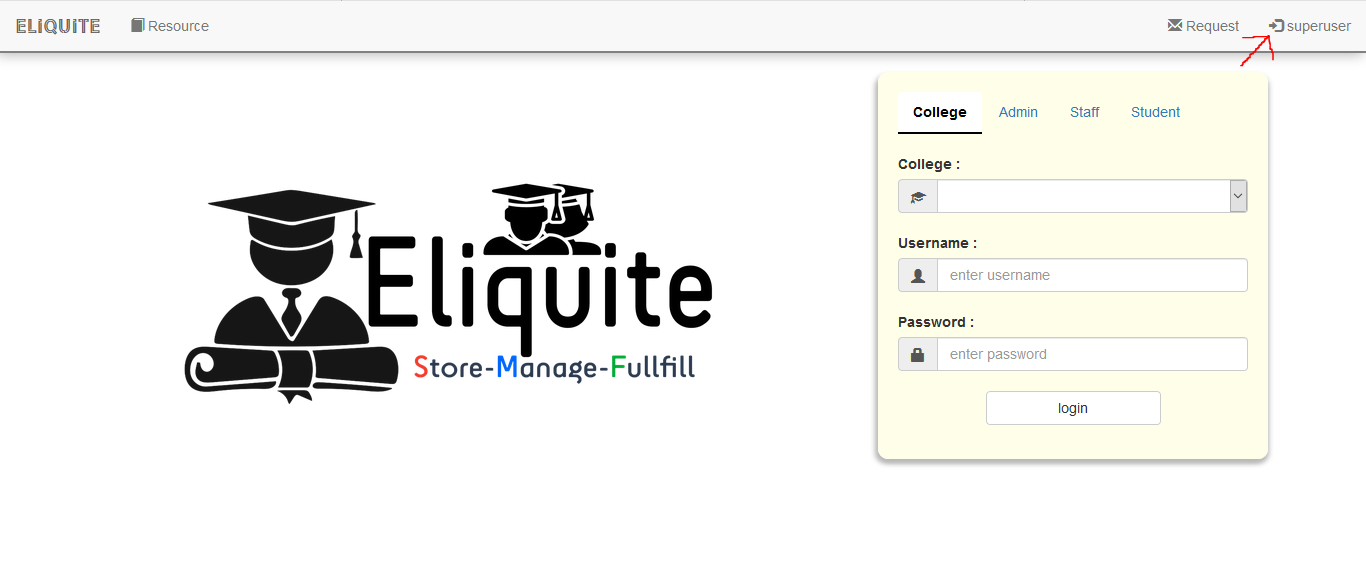 ELiQUiTE Resource Request superuser
College Admin Staff Student
College :
Username :
enter username
Password :
enter password
login
Eliquite
Store-Manage-Fullfill